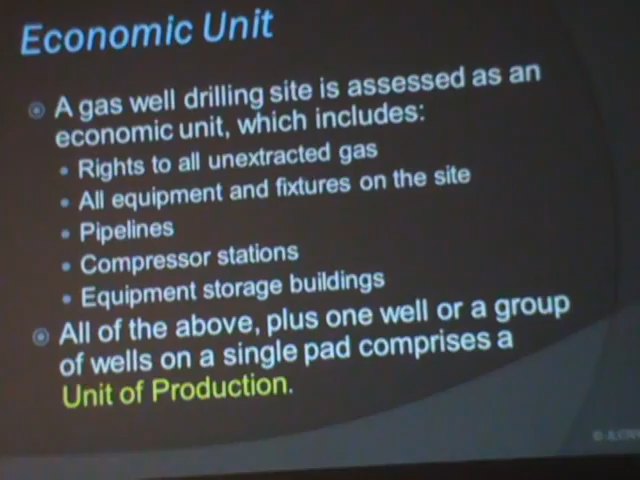 Economic Unit
A gas well drilling site is assessed as an
economic unit, which includes:
Rights to all unextracted gas
All equipment and fixtures on the site
Pipelines
Compressor stations
Equipment storage buildings
All of the above, plus one well or a group
of wells on a single pad comprises a
Unit of Production.